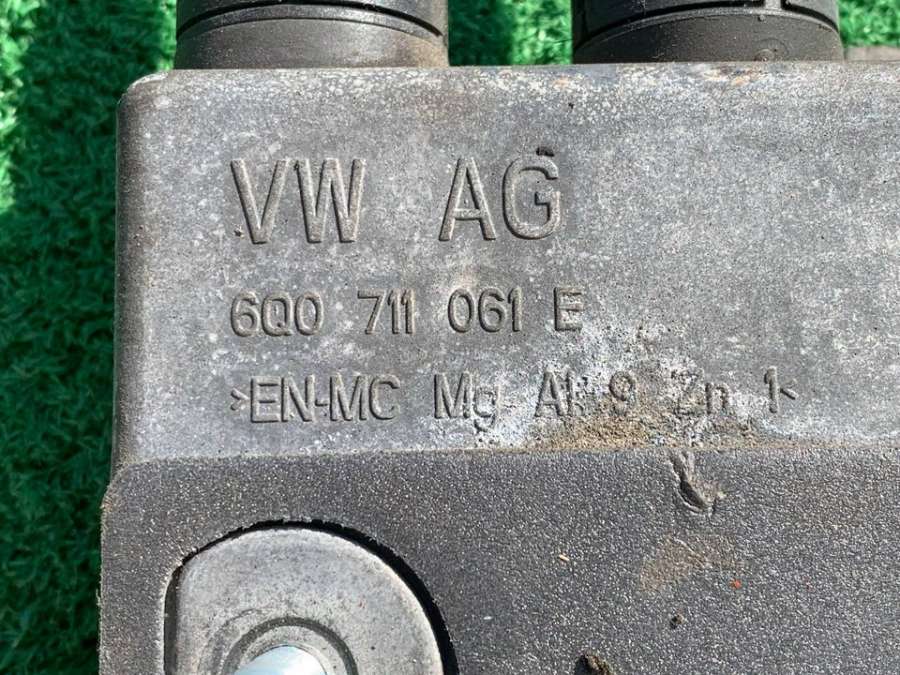 VW AG
6Q0 711 061 E
>EN-MC Mg Al 9 Zn 1<